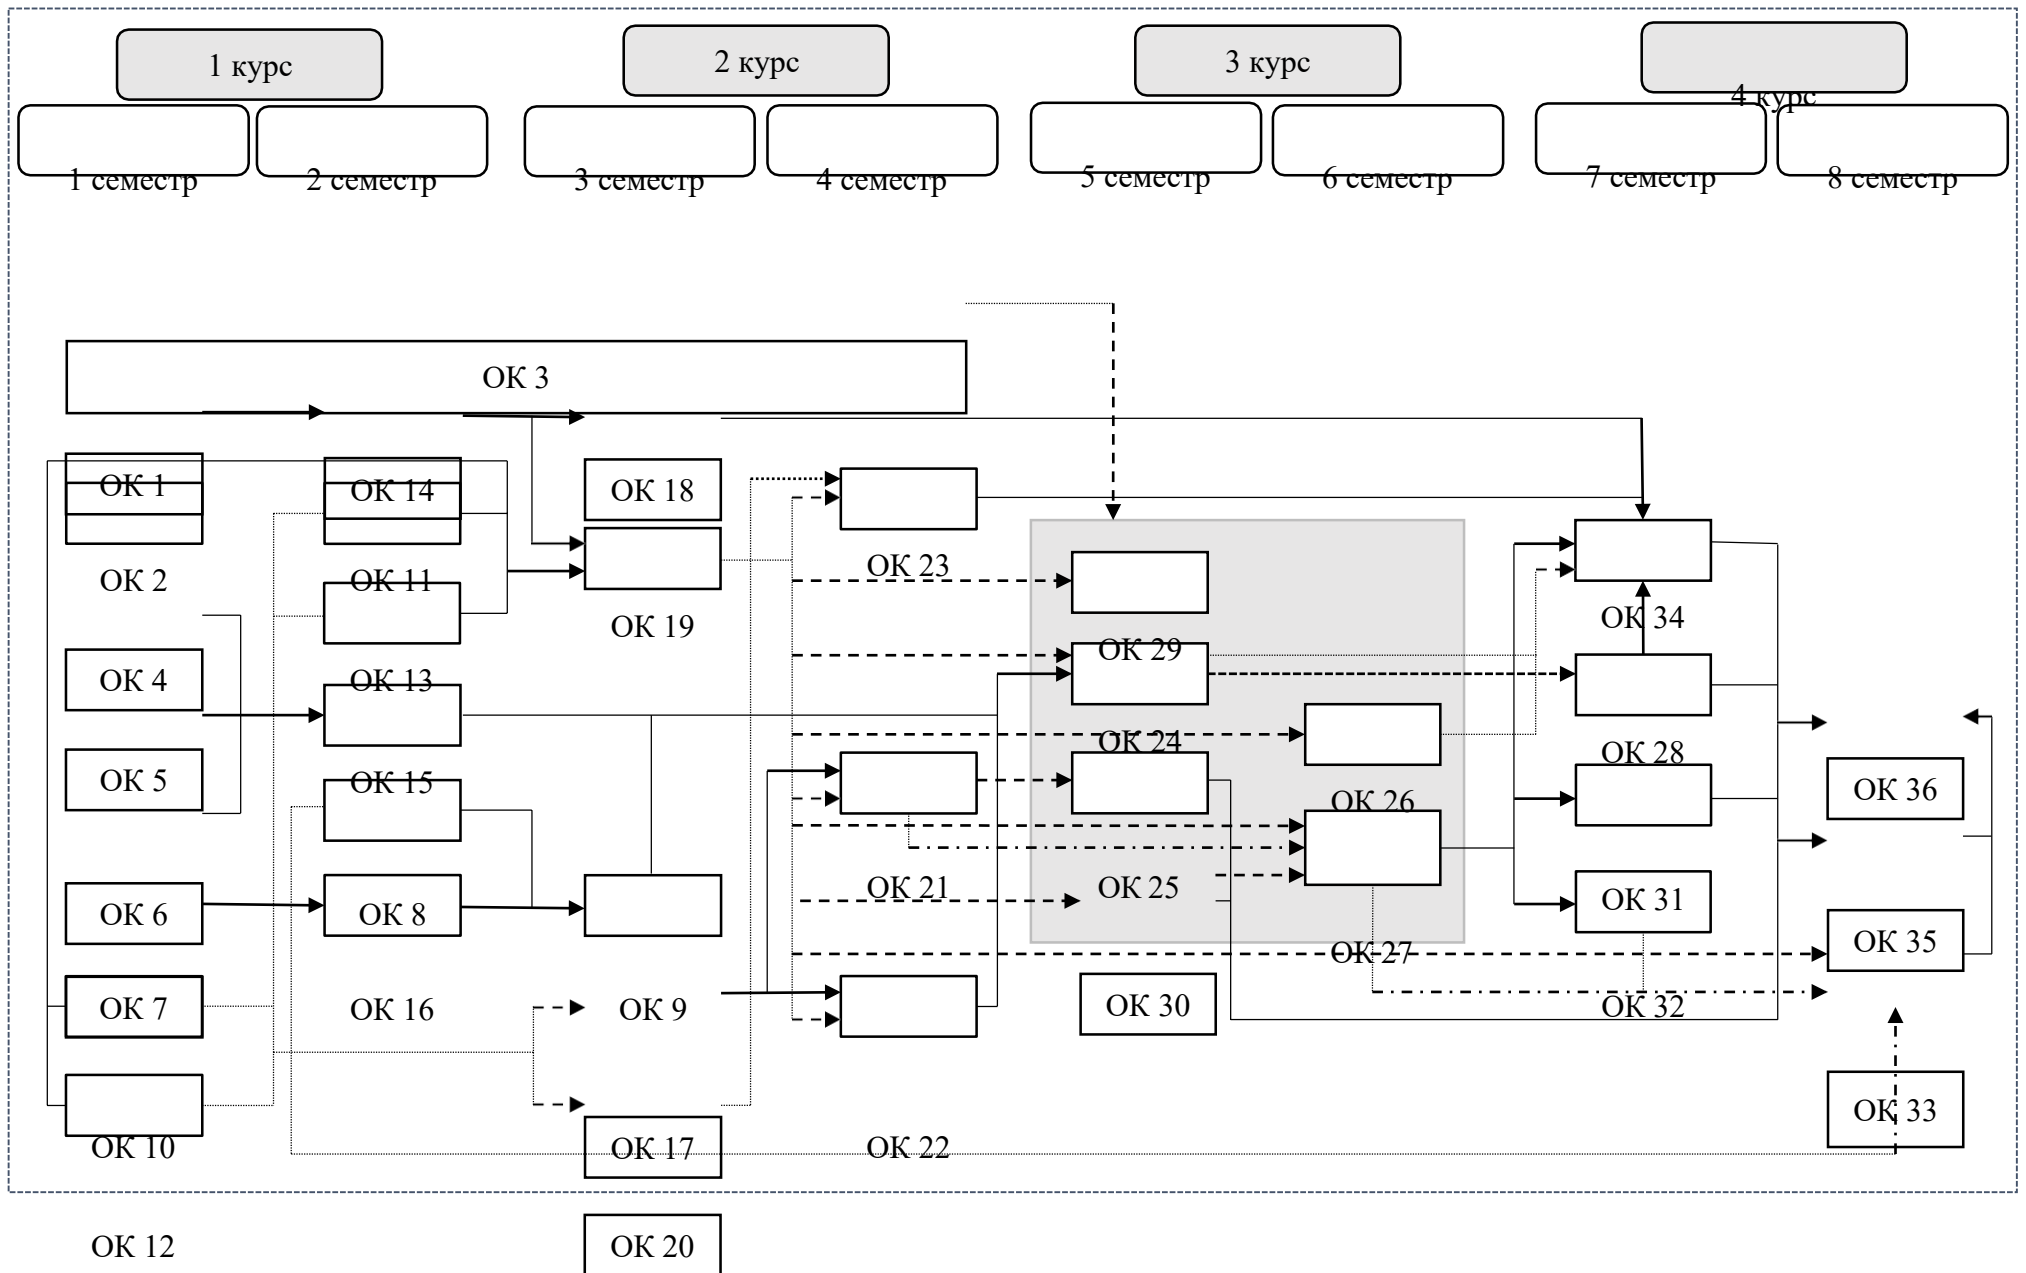 1 курс
2 курс
3 курс
4 курс
1 семестр
2 семестр
3 семестр
4 семестр
5 семестр
6 семестр
7 семестр
8 семестр
ОК 3
ОК 1
ОК 14
ОК 18
ОК 23
ОК 2
ОК 11
ОК 19
ОК 34
ОК 29
ОК 4
ОК 13
ОК 24
ОК 28
ОК 5
ОК 15
ОК 26
ОК 36
ОК 6
ОК 8
ОК 21
ОК 25
ОК 31
ОК 35
ОК 27
ОК 7
ОК 16
ОК 9
ОК 30
ОК 32
ОК 33
ОК 10
ОК 17
ОК 22
ОК 12
ОК 20